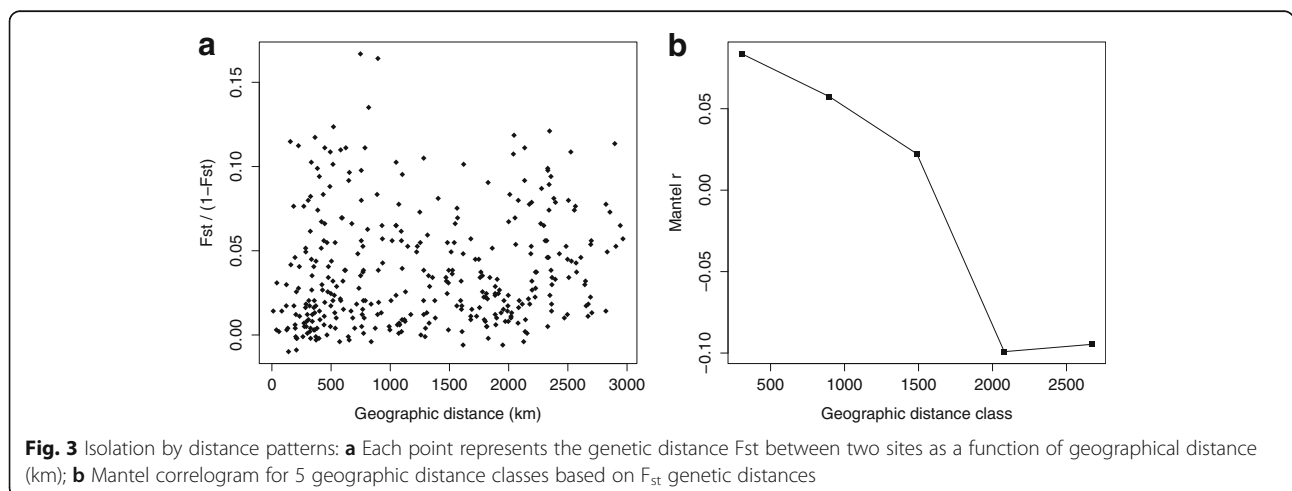 a
b
0.15
0.10
0.05
0.00
Fst / (1−Fst)
0 500 1000 1500 2000 2500 3000
Geographic distance (km)
0.05
0.00
−0.05
−0.10
Mantel r
500 1000 1500 2000 2500
Geographic distance class
Fig. 3 Isolation by distance patterns: a Each point represents the genetic distance Fst between two sites as a function of geographical distance
(km); b Mantel correlogram for 5 geographic distance classes based on Fst genetic distances